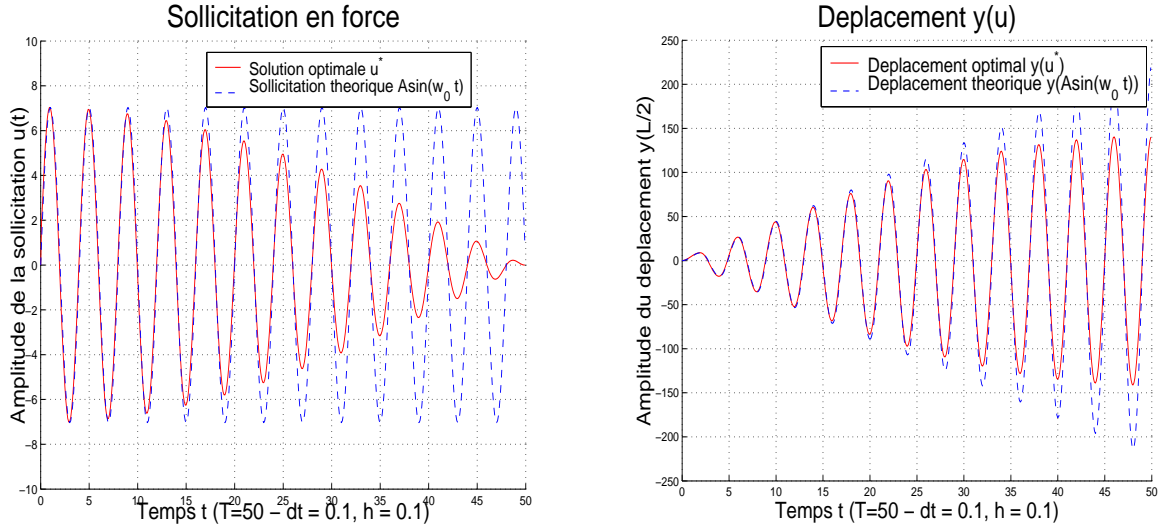 Sollicitation en force
Solution optimale u*
Sollicitation theorique Asin(w_0 t)
Amplitude de la sollicitation u(t)
10
8
6
4
2
0
−2
−4
−6
−8
−10
0 5 10 15 20 25 30 35 40 45 50
Temps t (T=50 − dt = 0.1, h = 0.1)
Deplacement y(u)
Deplacement optimal y(u*)
Deplacement theorique y(Asin(w_0 t))
Amplitude du deplacement y(L/2)
250
200
150
100
50
0
−50
−100
−150
−200
−250
0 5 10 15 20 25 30 35 40 45 50
Temps t (T=50 − dt = 0.1, h = 0.1)